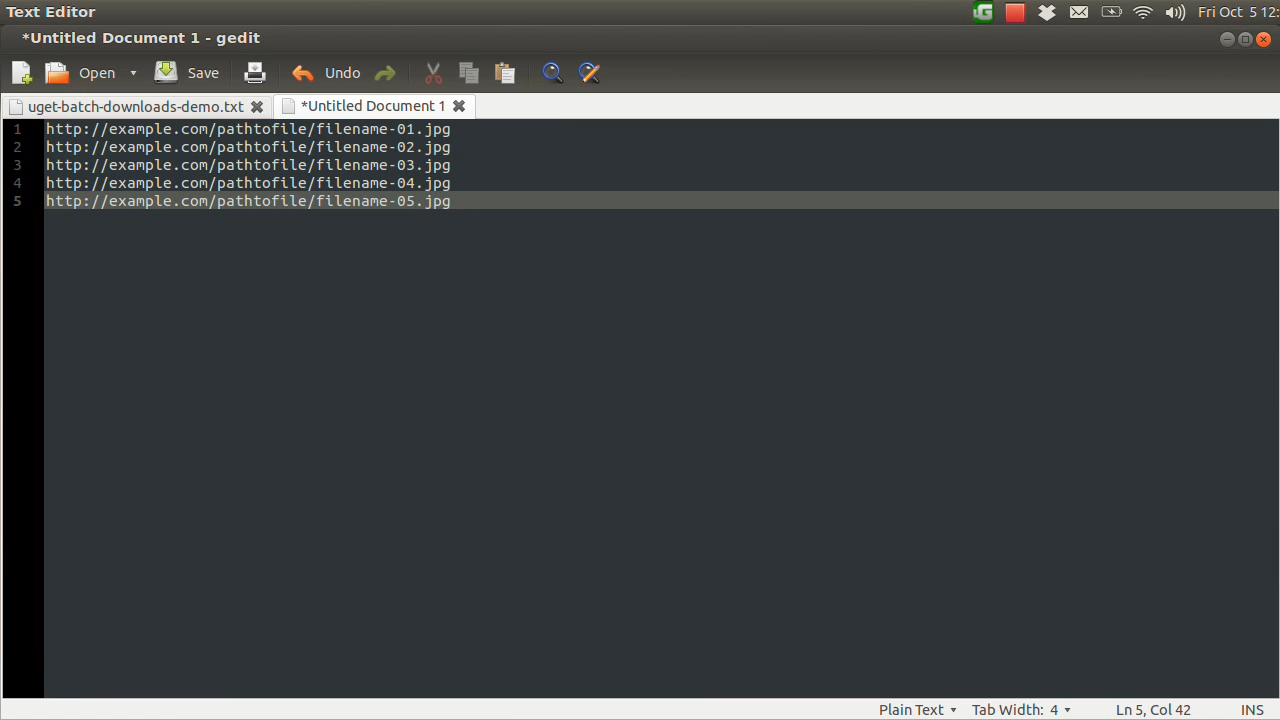 Text Editor
Fri Oct 5 12:
*Untitled Document 1 - gedit
Open Save Undo
uget-batch-downloads-demo.txt *Untitled Document 1
1 http://example.com/pathtofile/filename-01.jpg
2 http://example.com/pathtofile/filename-02.jpg
3 http://example.com/pathtofile/filename-03.jpg
4 http://example.com/pathtofile/filename-04.jpg
5 http://example.com/pathtofile/filename-05.jpg
Plain Text Tab Width: 4 Ln 5, Col 42 INS